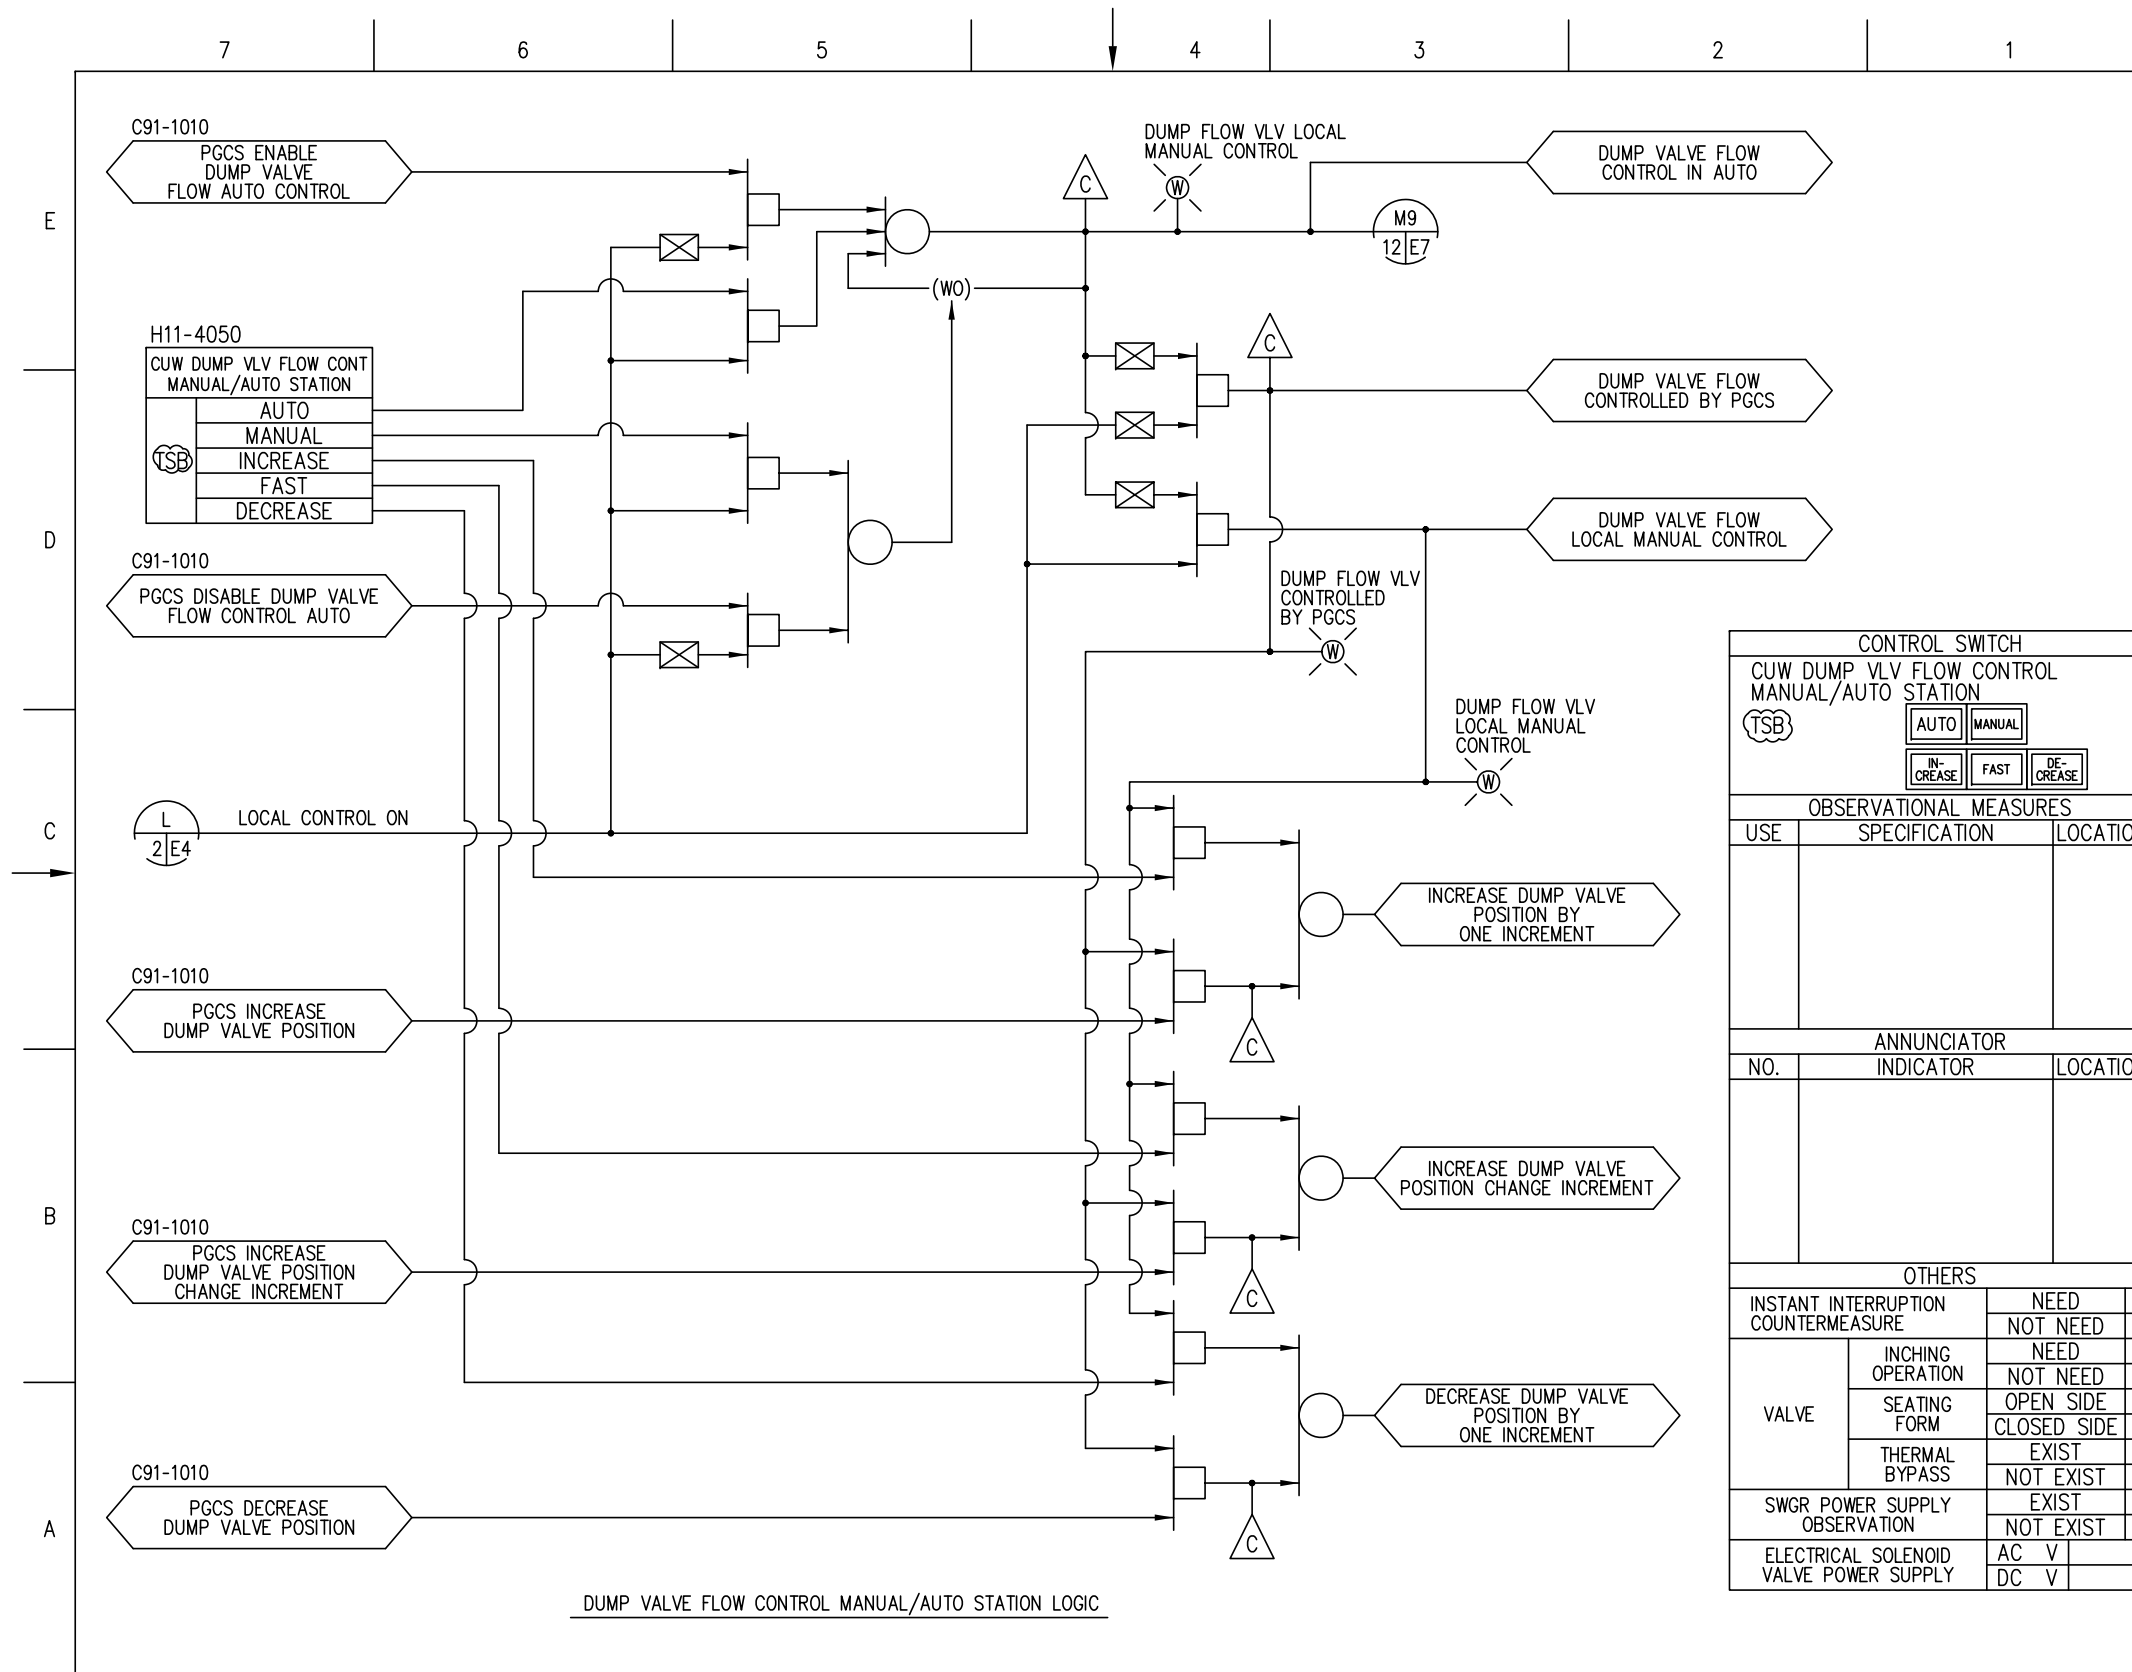 7 6 5 4 3 2 1
E
D
C
B
A
C91-1010
PGCS ENABLE
DUMP VALVE
FLOW AUTO CONTROL
H11-4050
CUW DUMP VLV FLOW CONT
MANUAL/AUTO STATION
TSB
AUTO
MANUAL
INCREASE
FAST
DECREASE
C91-1010
PGCS DISABLE DUMP VALVE
FLOW CONTROL AUTO
L
2 E4
LOCAL CONTROL ON
C91-1010
PGCS INCREASE
DUMP VALVE POSITION
C91-1010
PGCS INCREASE
DUMP VALVE POSITION
CHANGE INCREMENT
C91-1010
PGCS DECREASE
DUMP VALVE POSITION
(WO)
C
DUMP FLOW VLV LOCAL
MANUAL CONTROL
W
M9
12 E7
DUMP VALVE FLOW
CONTROL IN AUTO
C
DUMP VALVE FLOW
CONTROLLED BY PGCS
DUMP VALVE FLOW
LOCAL MANUAL CONTROL
DUMP FLOW VLV
CONTROLLED
BY PGCS
W
DUMP FLOW VLV
LOCAL MANUAL
CONTROL
W
INCREASE DUMP VALVE
POSITION BY
ONE INCREMENT
C
INCREASE DUMP VALVE
POSITION CHANGE INCREMENT
C
DECREASE DUMP VALVE
POSITION BY
ONE INCREMENT
C
DUMP VALVE FLOW CONTROL MANUAL/AUTO STATION LOGIC
CONTROL SWITCH
CUW DUMP VLV FLOW CONTROL
MANUAL/AUTO STATION
TSB
AUTO MANUAL
IN-
CREASE
FAST
DE-
CREASE
OBSERVATIONAL MEASURES
USE SPECIFICATION LOCATIO
ANNUNCIATOR
NO. INDICATOR LOCATIO
OTHERS
INSTANT INTERRUPTION
COUNTERMEASURE
NEED
NOT NEED
VALVE
INCHING
OPERATION
NEED
NOT NEED
SEATING
FORM
OPEN SIDE
CLOSED SIDE
THERMAL
BYPASS
EXIST
NOT EXIST
SWGR POWER SUPPLY
OBSERVATION
EXIST
NOT EXIST
ELECTRICAL SOLENOID
VALVE POWER SUPPLY
AC V
DC V